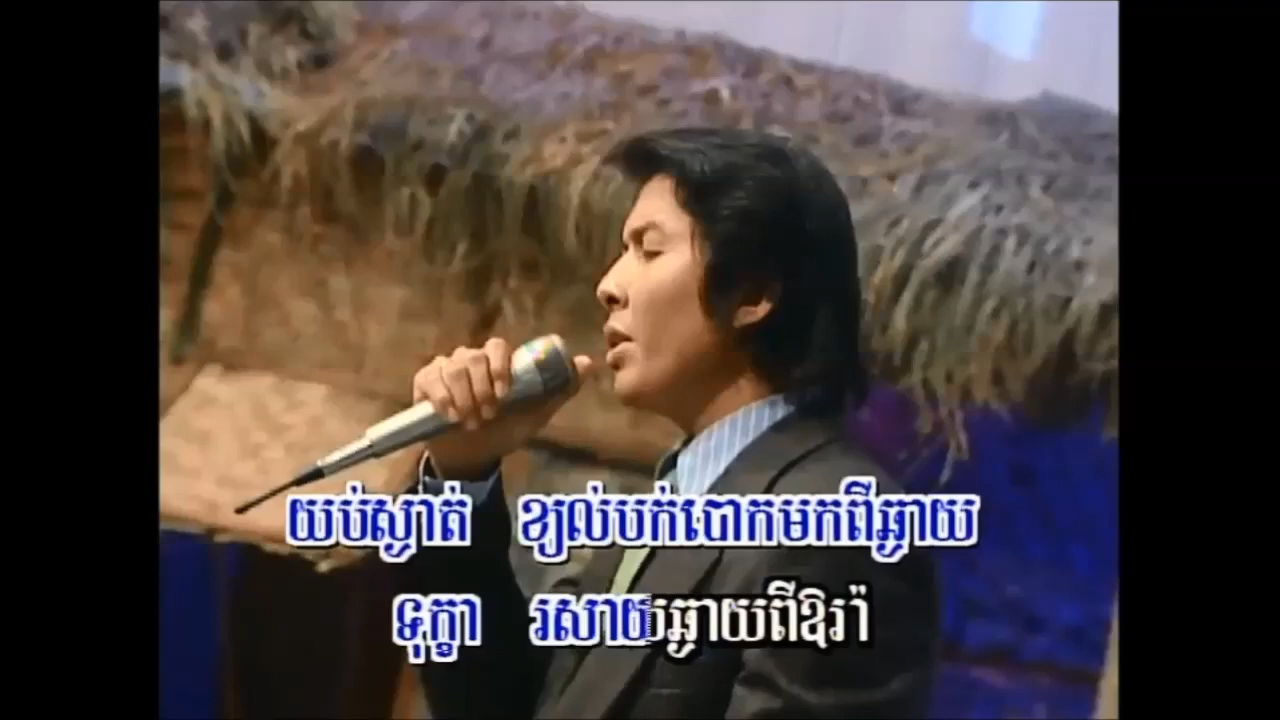 យប់ស្ងាត់ ខ្យល់បក់បោកមកពីឆ្ងាយ
ទុក្ខា រសាយឆ្ងាយពីឱរ៉ា